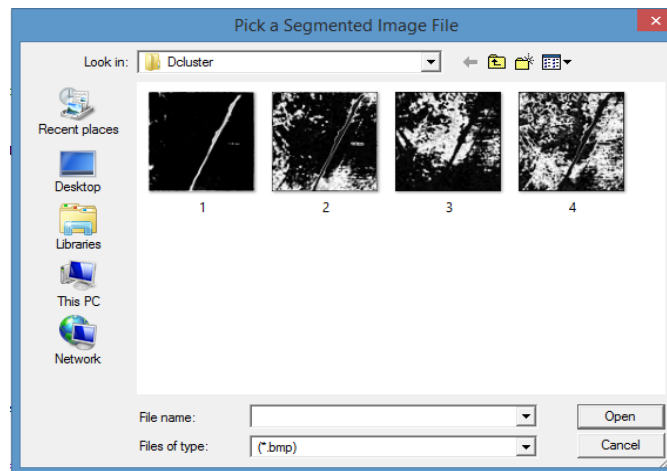 Pick a Segmented Image File
Look in: Dcluster
Recent places
Desktop
Libraries
This PC
Network
1 2 3 4
File name:
Open
Files of type: (*.bmp)
Cancel